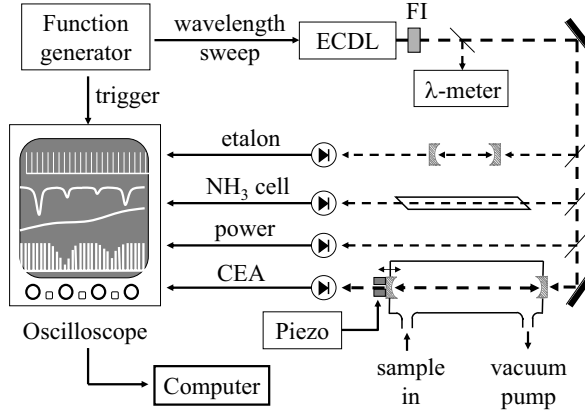 Function
generator
wavelength
sweep
ECDL
FI
λ-meter
trigger
etalon
NH3 cell
power
CEA
Piezo
Oscilloscope
Computer
sample
in
vacuum
pump